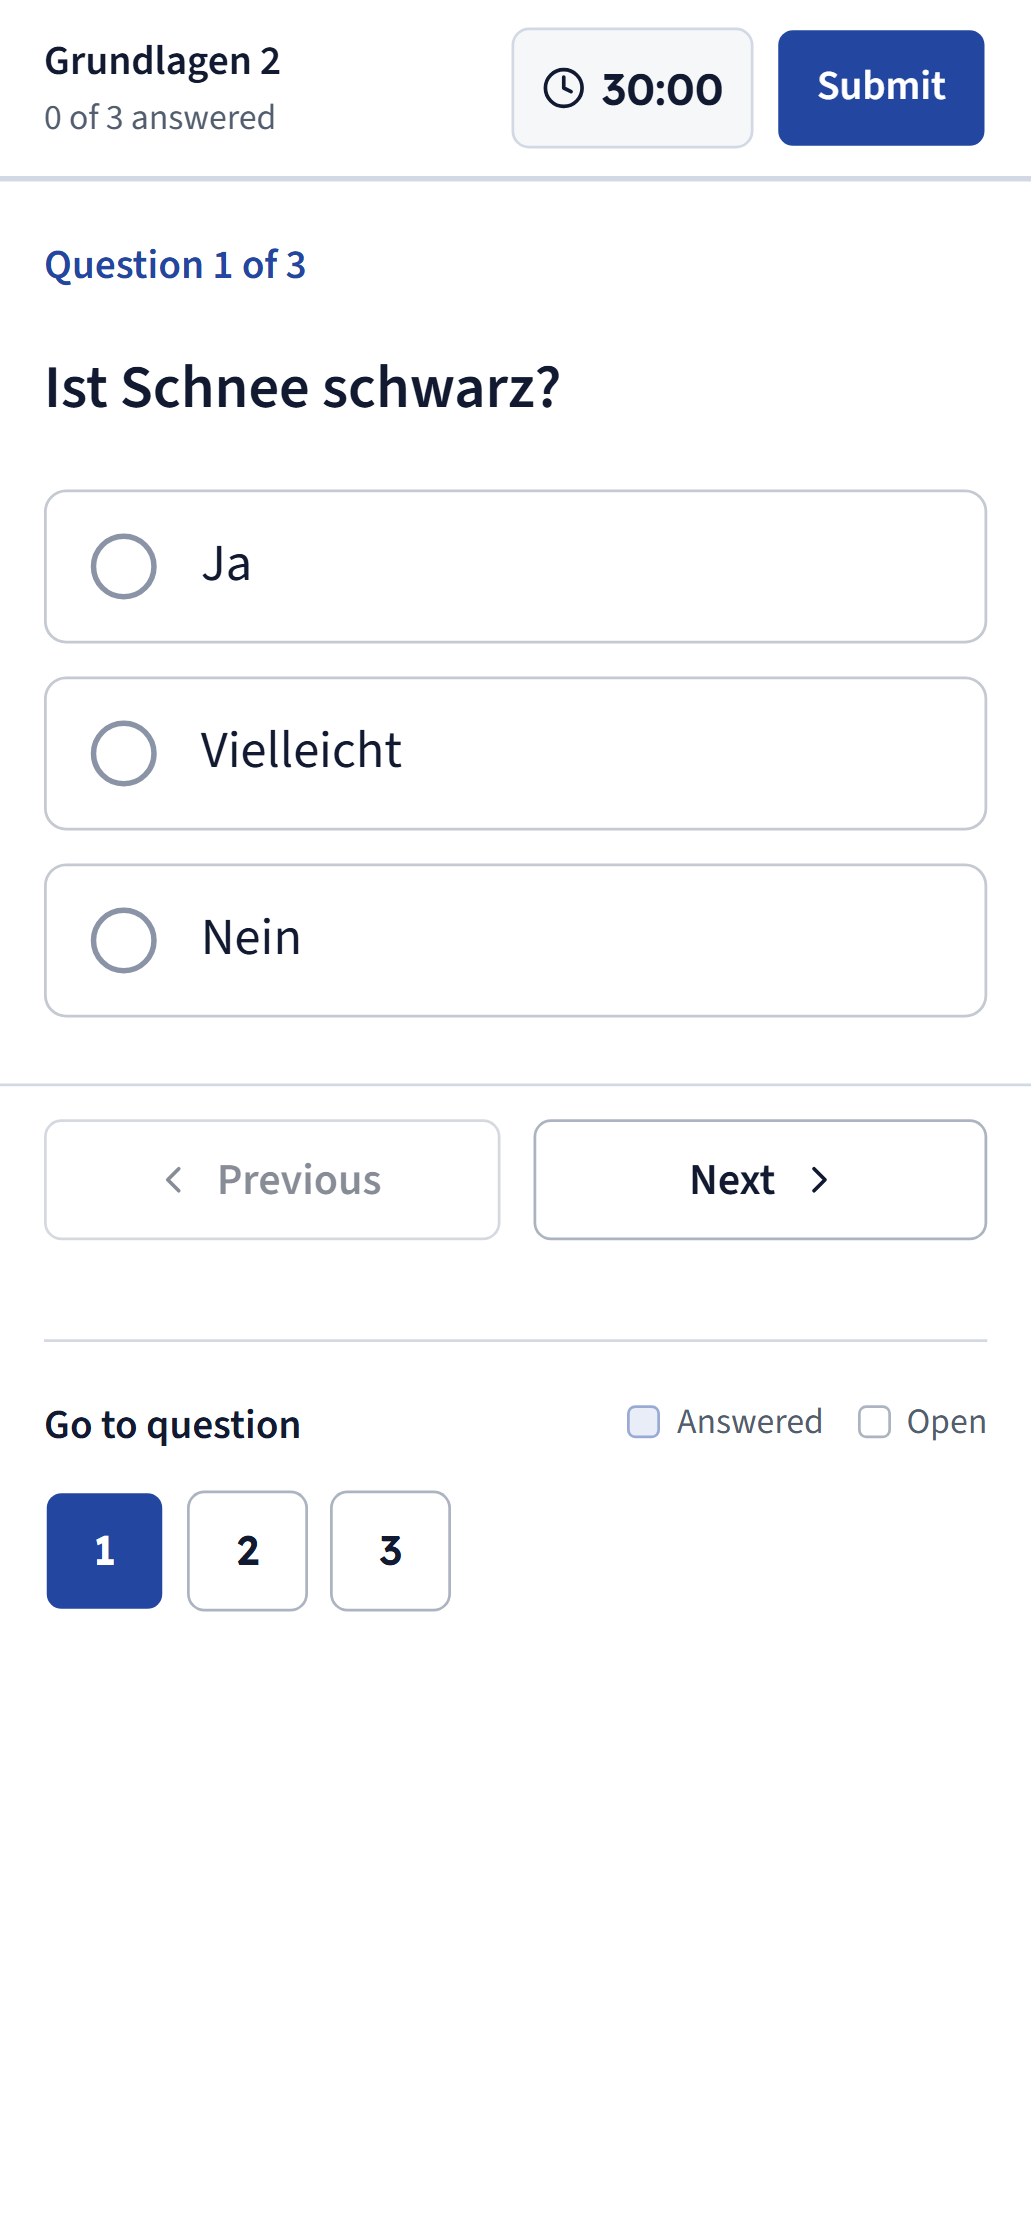 Grundlagen 2
0 of 3 answered
30:00
Submit
Question 1 of 3
Ist Schnee schwarz?
Ja
Vielleicht
Nein
Previous
Next
Go to question
Answered
Open
1
2
3